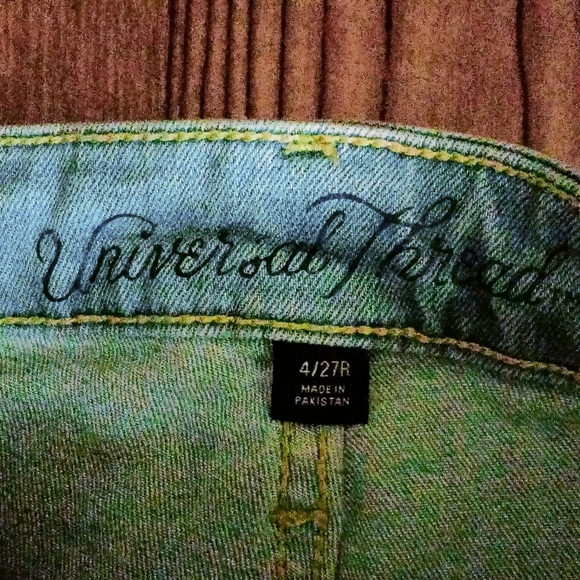 Universal Thread
4/27R
MADE IN
PAKISTAN